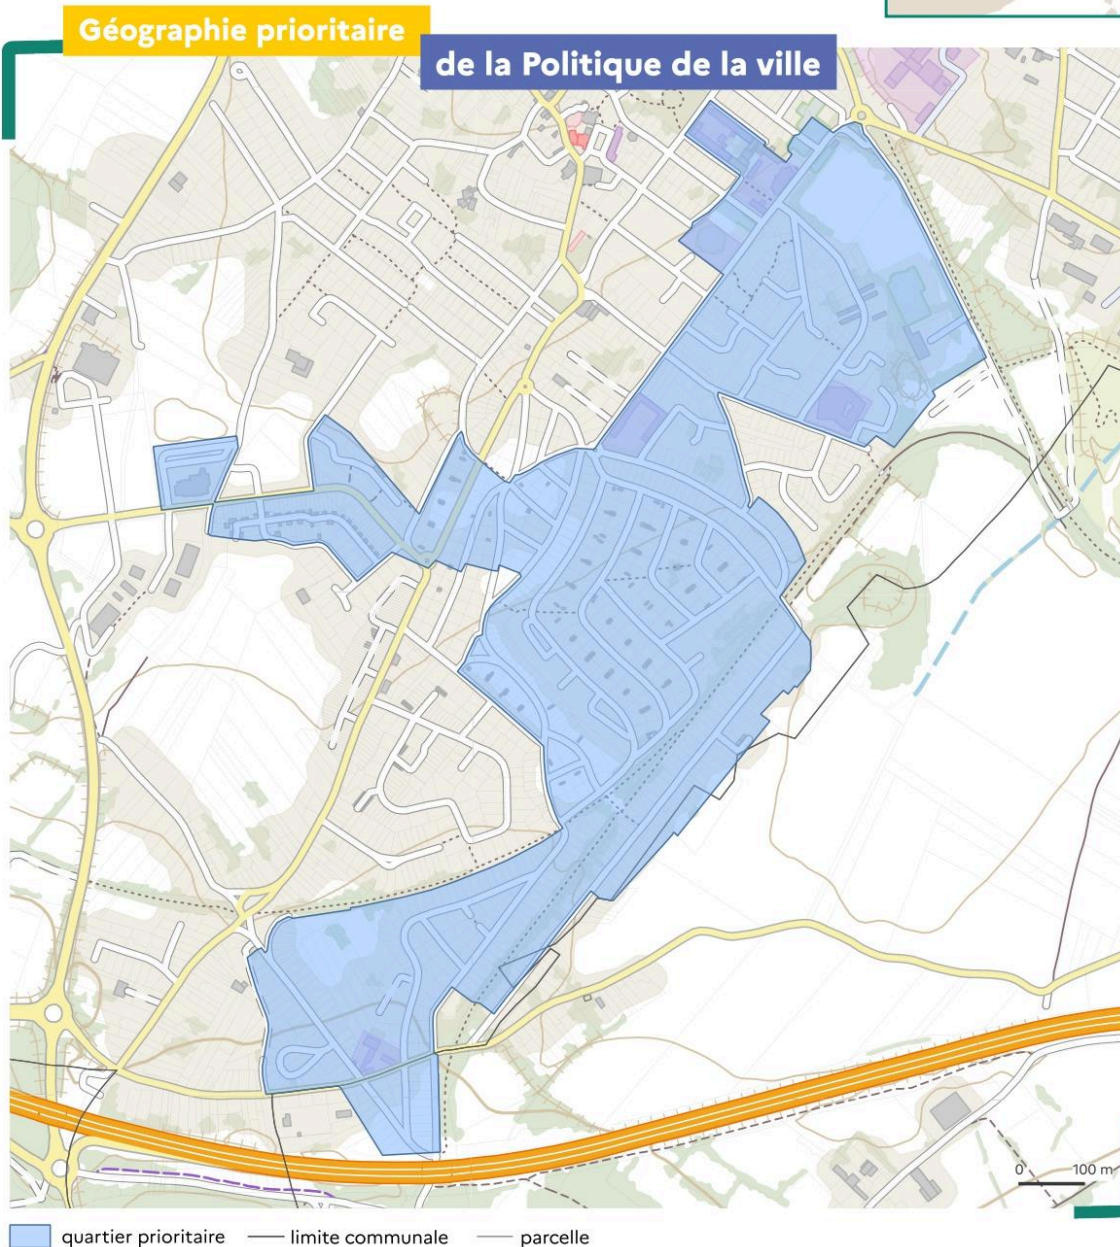 Géographie prioritaire
de la Politique de la ville
0 100 m
quartier prioritaire limite communale parcelle